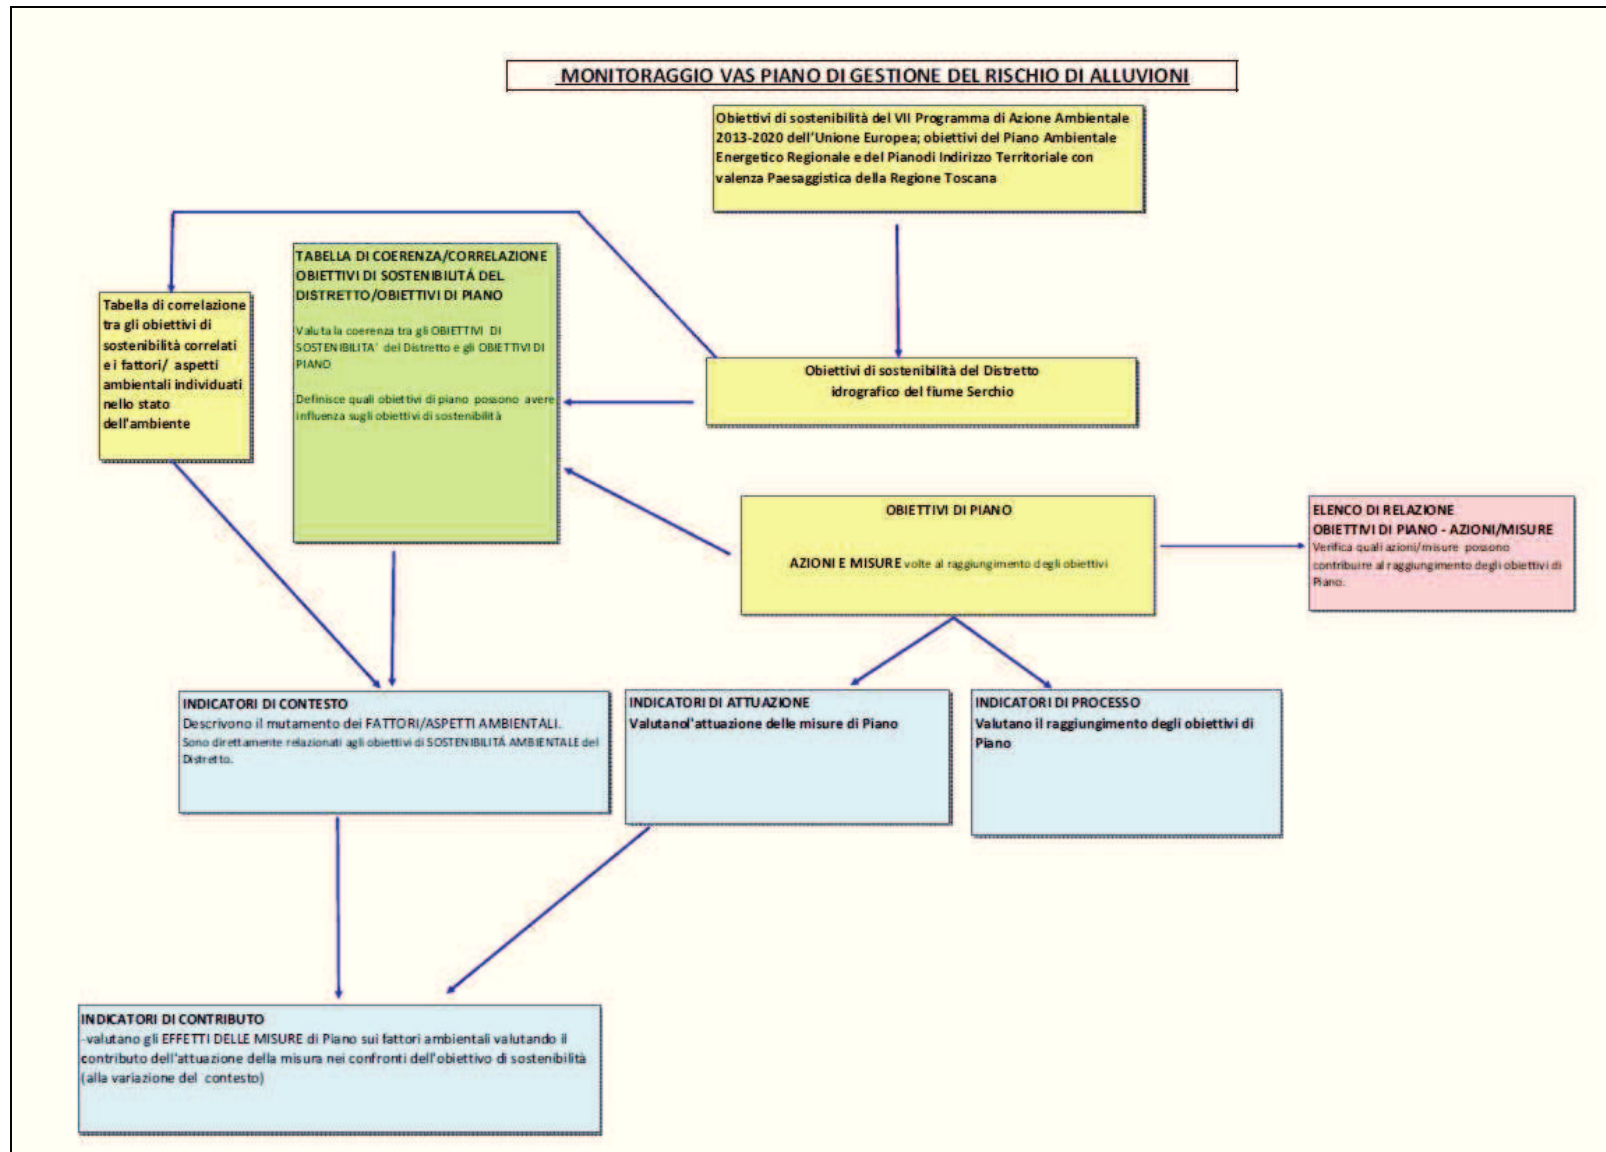 MONITORAGGIO VAS PIANO DI GESTIONE DEL RISCHIO DI ALLUVIONI
Obiettivi di sostenibilità del VII Programma di Azione Ambientale
2013-2020 dell'Unione Europea; obiettivi del Piano Ambientale
Energetico Regionale e del Pianodi Indirizzo Territoriale con
valenza Paesaggistica della Regione Toscana
TABELLA DI COERENZA/CORRELAZIONE
OBIETTIVI DI SOSTENIBILITÁ DEL
DISTRETTO/OBIETTIVI DI PIANO
Valuta la coerenza tra gli OBIETTIVI DI
SOSTENIBILITA' del Distretto e gli OBIETTIVI DI
PIANO
Definisce quali obiettivi di piano possono avere
influenza sugli obiettivi di sostenibilità
Tabella di correlazione
tra gli obiettivi di
sostenibilità correlati
e i fattori/ aspetti
ambientali individuati
nello stato
dell'ambiente
Obiettivi di sostenibilità del Distretto
idrografico del fiume Serchio
OBIETTIVI DI PIANO
AZIONI E MISURE volte al raggiungimento degli obiettivi
ELENCO DI RELAZIONE
OBIETTIVI DI PIANO - AZIONI/MISURE
Verifica quali azioni/misure possono
contribuire al raggiungimento degli obiettivi di
Piano.
INDICATORI DI CONTESTO
Descrivono il mutamento dei FATTORI/ASPETTI AMBIENTALI.
Sono direttamente relazionati agli obiettivi di SOSTENIBILITÁ AMBIENTALE del
Distretto.
INDICATORI DI ATTUAZIONE
Valutanol'attuazione delle misure di Piano
INDICATORI DI PROCESSO
Valutano il raggiungimento degli obiettivi di
Piano
INDICATORI DI CONTRIBUTO
-valutano gli EFFETTI DELLE MISURE di Piano sui fattori ambientali valutando il
contributo dell'attuazione della misura nei confronti dell'obiettivo di sostenibilità
(alla variazione del contesto)